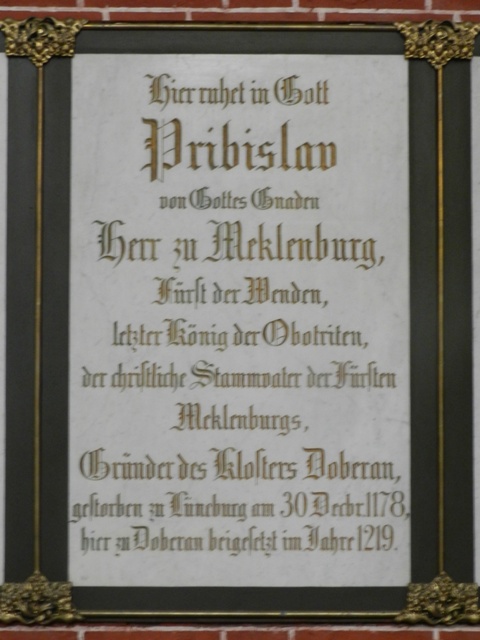 Hier ruhet in Gott
Pribislav
von Gottes Gnaden
Herr zu Meklenburg,
Fürst der Wenden,
letzter König der Obotriten,
der christliche Stammvater der Fürsten
Meklenburgs,
Gründer des Klosters Doberan,
gestorben zu Lüneburg am 30 Decbr. 1178,
hier zu Doberan beigesetzt im Jahre 1219.